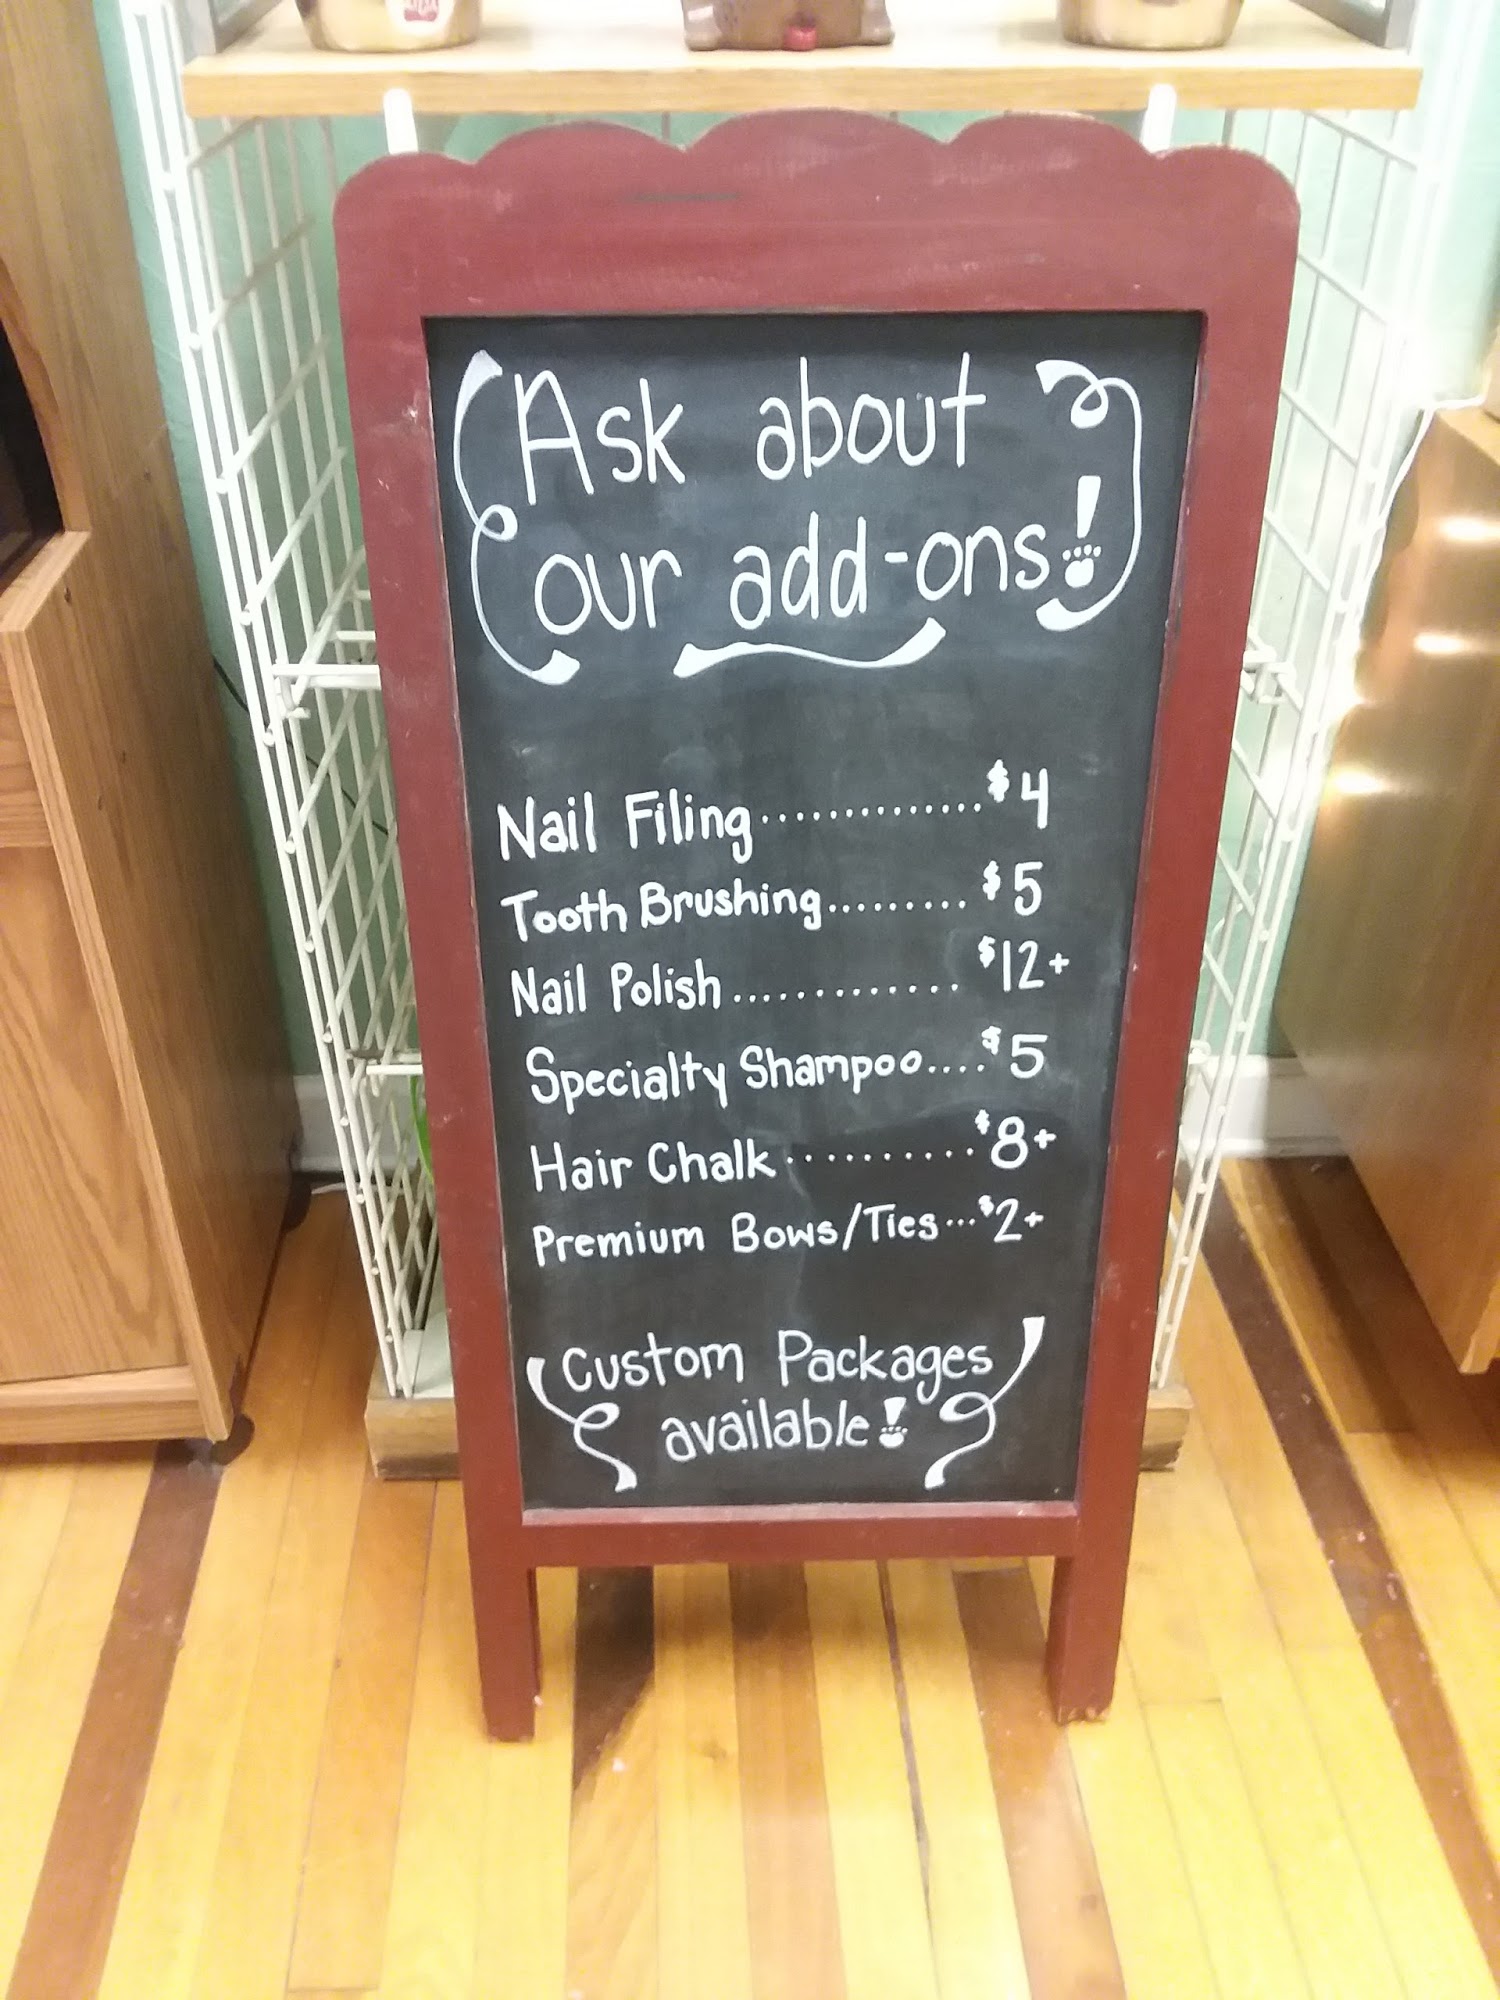 Ask about
our add-ons!
Nail Filing..............$4
Tooth Brushing.........$5
Nail Polish.............$12+
Specialty Shampoo....$5
Hair Chalk..........$8+
Premium Bows/Ties...$2+
Custom Packages
available!